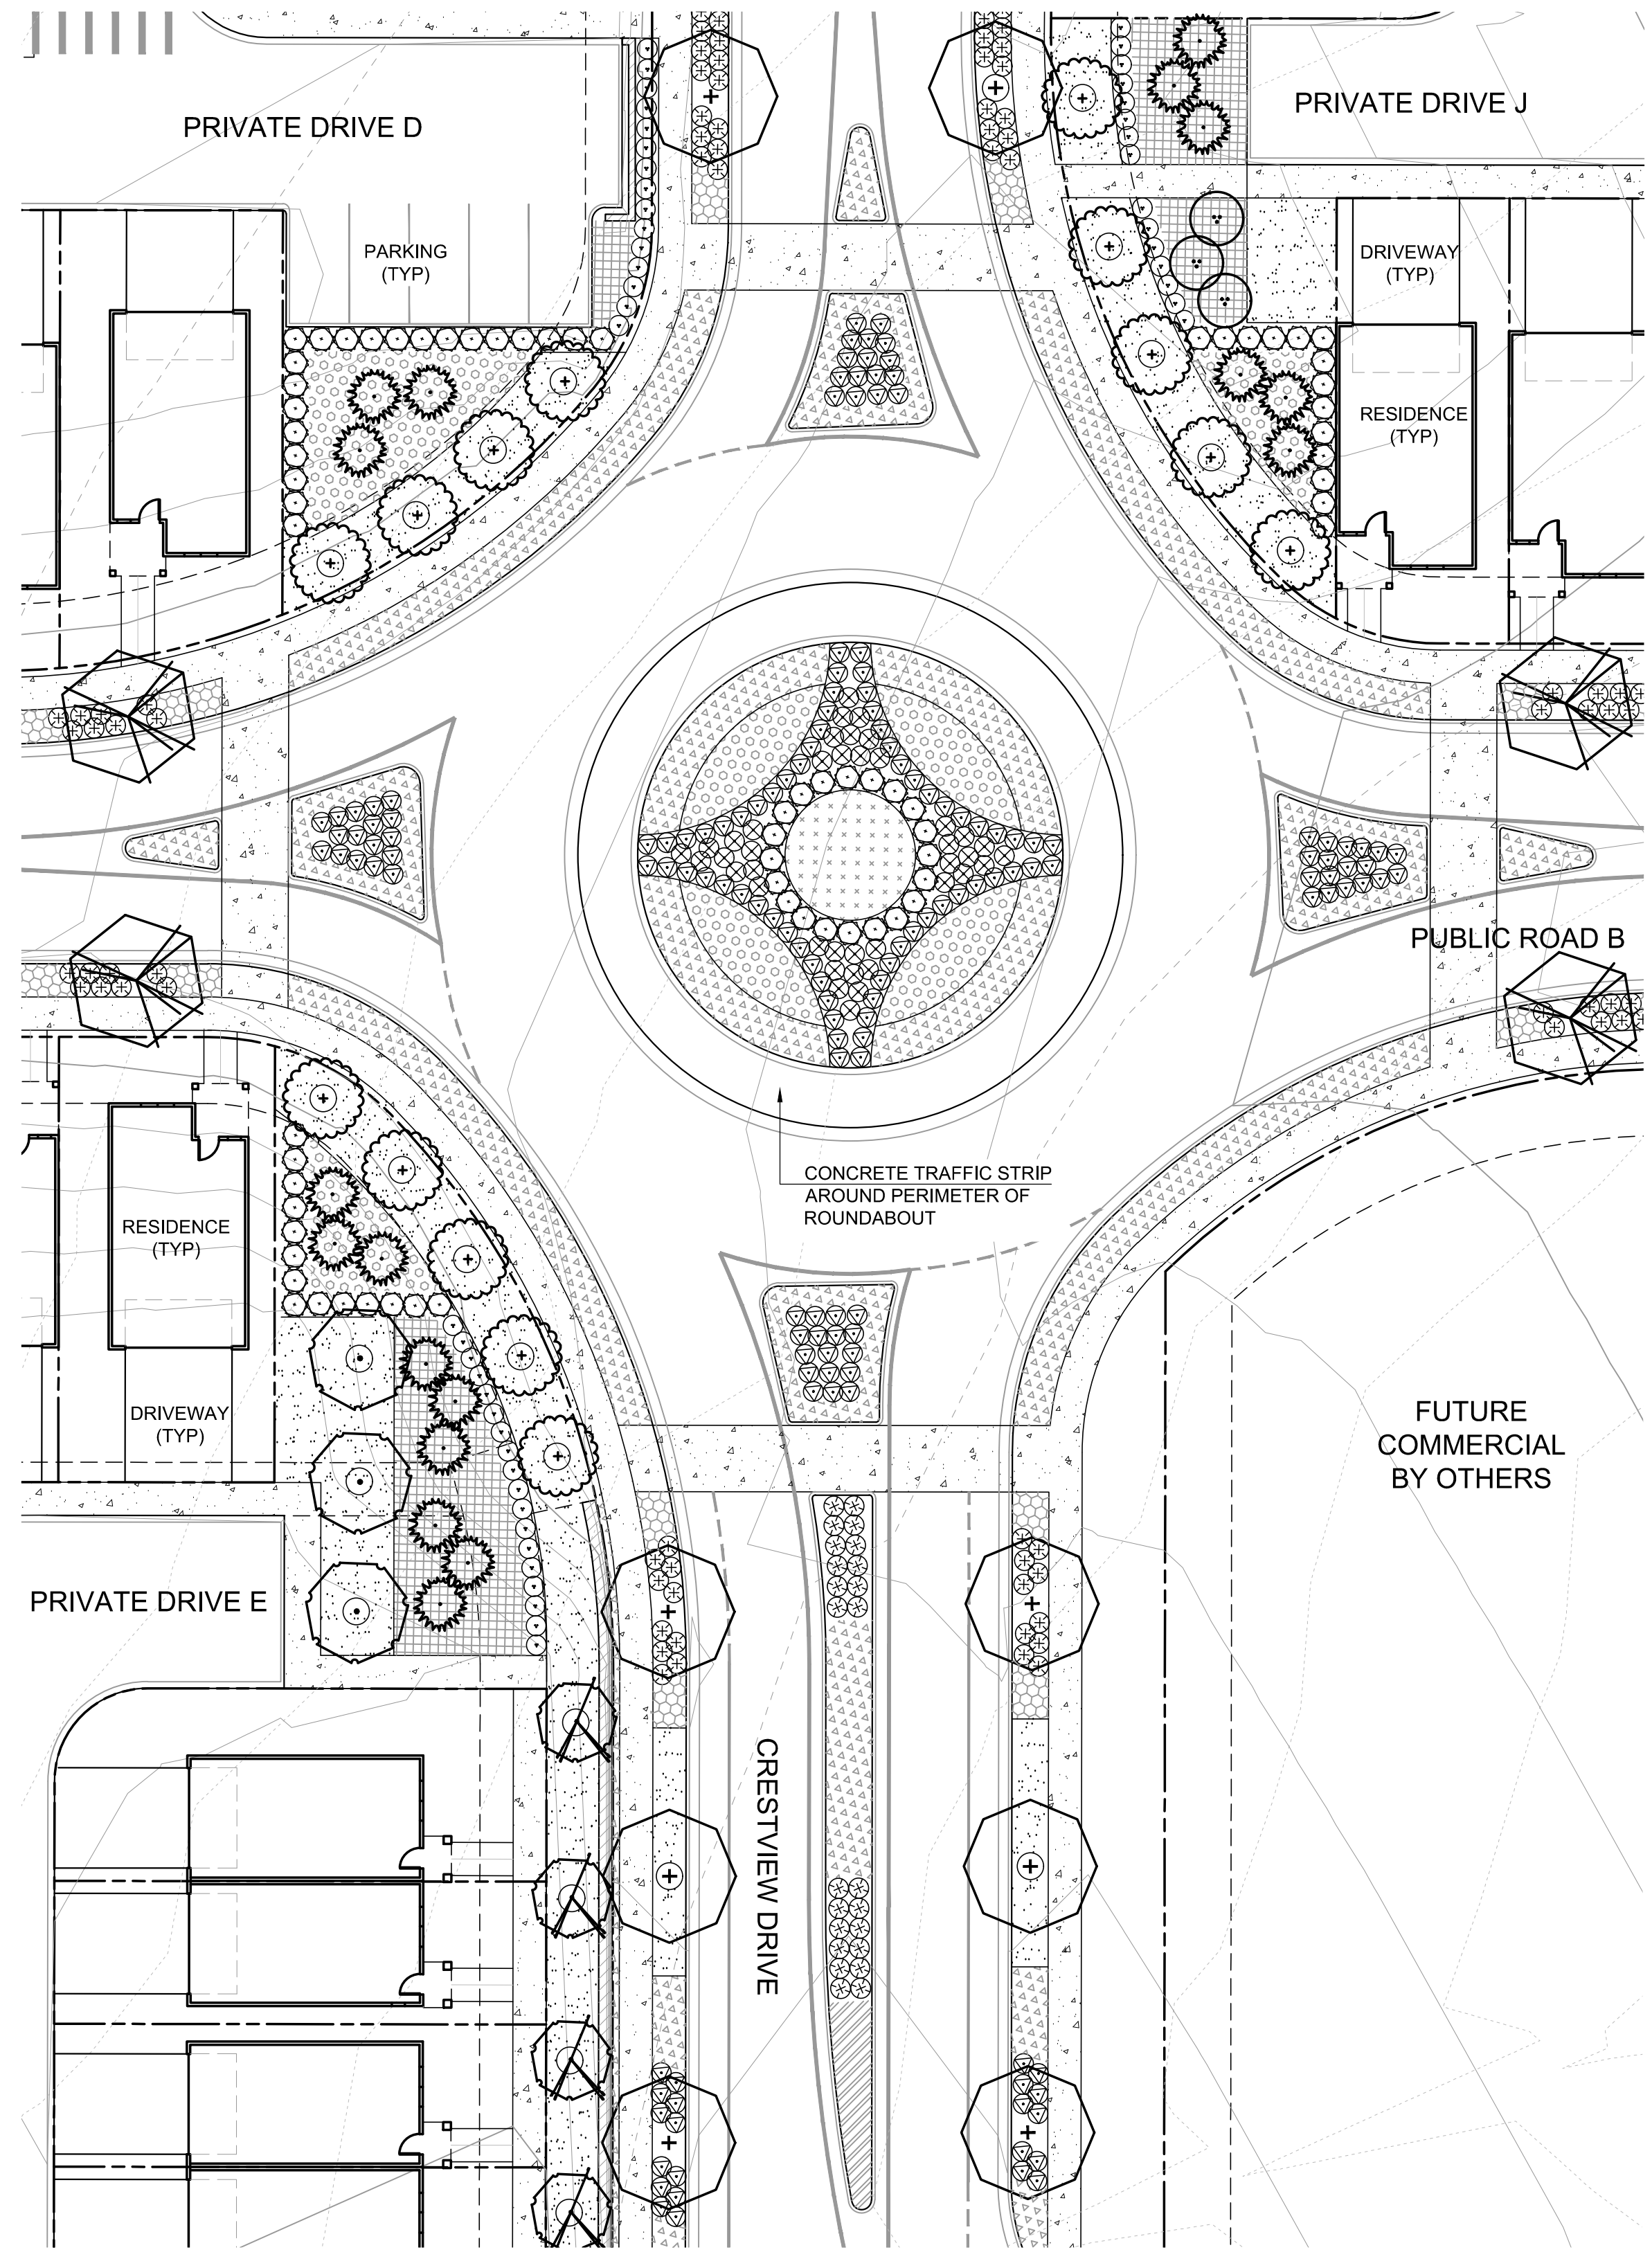 PRIVATE DRIVE D
PRIVATE DRIVE J
PARKING
(TYP)
DRIVEWAY
(TYP)
RESIDENCE
(TYP)
PUBLIC ROAD B
CONCRETE TRAFFIC STRIP
AROUND PERIMETER OF
ROUNDABOUT
RESIDENCE
(TYP)
DRIVEWAY
(TYP)
FUTURE
COMMERCIAL
BY OTHERS
PRIVATE DRIVE E
CRESTVIEW DRIVE